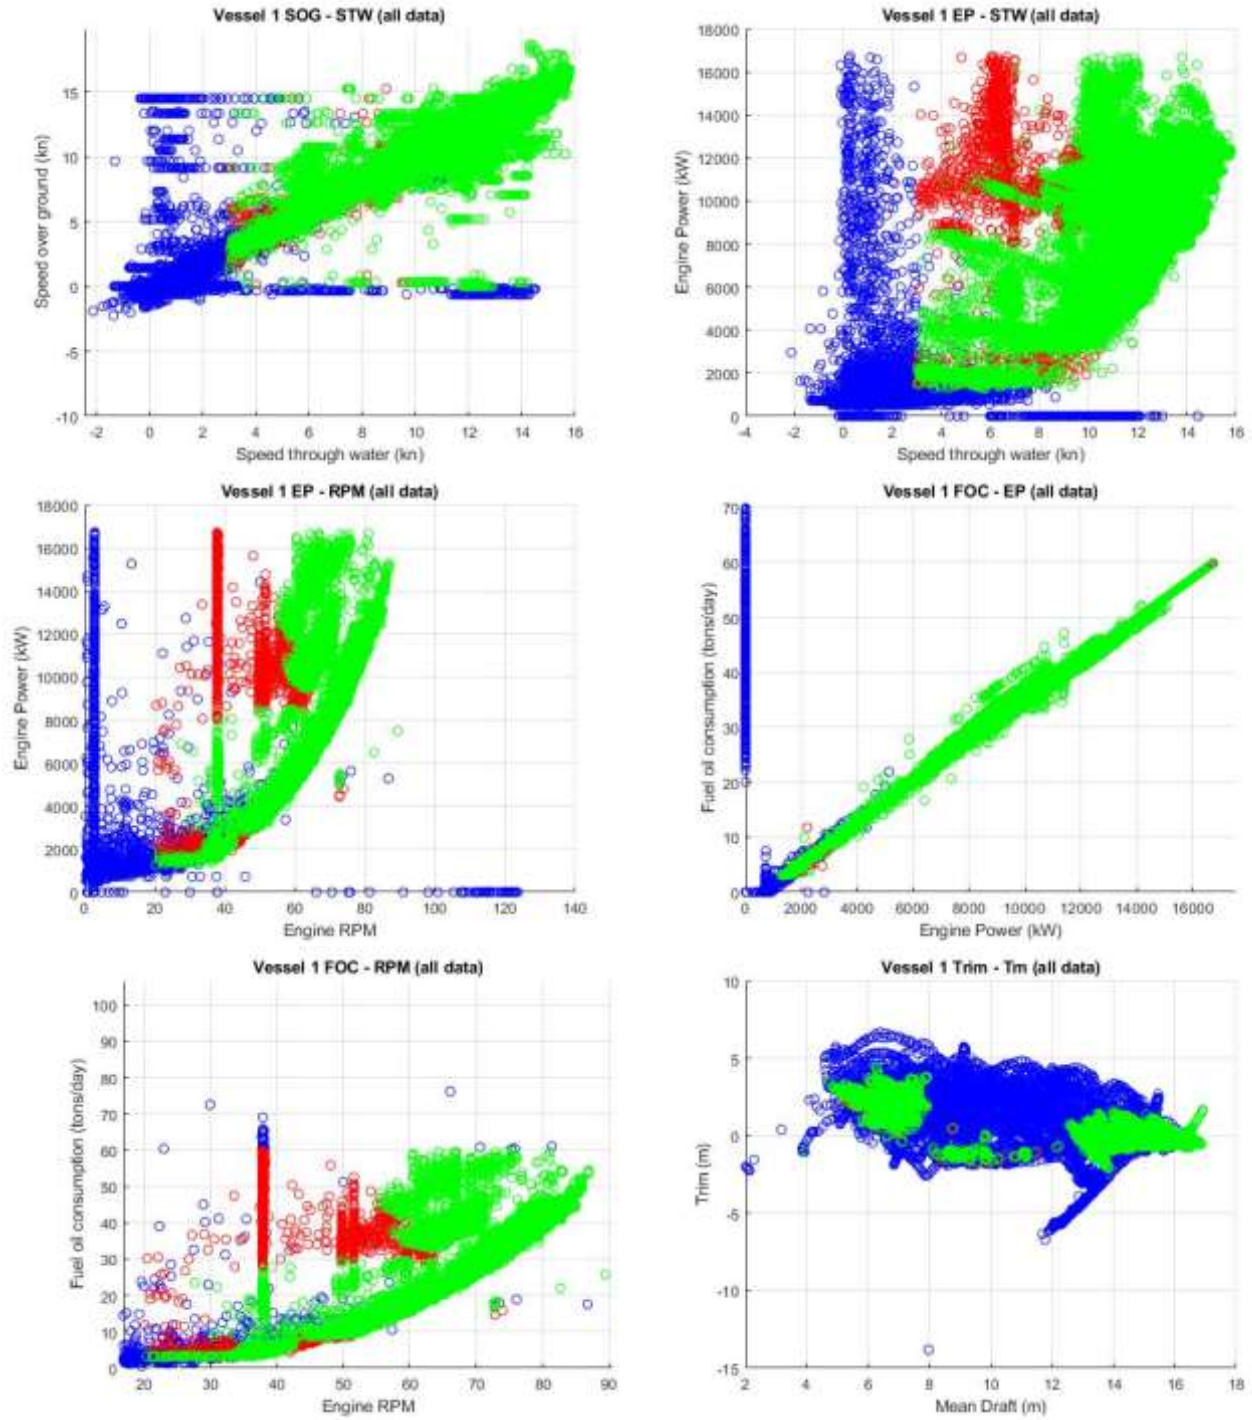 Vessel 1 SOG - STW (all data)
Speed over ground (kn)
15
10
5
0
-5
-10
-2 0 2 4 6 8 10 12 14 16
Speed through water (kn)
Vessel 1 EP - STW (all data)
Engine Power (kW)
18000
16000
14000
12000
10000
8000
6000
4000
2000
0
-4 -2 0 2 4 6 8 10 12 14 16
Speed through water (kn)
Vessel 1 EP - RPM (all data)
Engine Power (kW)
18000
16000
14000
12000
10000
8000
6000
4000
2000
0
0 20 40 60 80 100 120 140
Engine RPM
Vessel 1 FOC - EP (all data)
Fuel oil consumption (tons/day)
70
60
50
40
30
20
10
0
0 2000 4000 6000 8000 10000 12000 14000 16000
Engine Power (kW)
Vessel 1 FOC - RPM (all data)
Fuel oil consumption (tons/day)
100
90
80
70
60
50
40
30
20
10
0
20 30 40 50 60 70 80 90
Engine RPM
Vessel 1 Trim - Tm (all data)
Trim (m)
10
5
0
-5
-10
-15
2 4 6 8 10 12 14 16 18
Mean Draft (m)